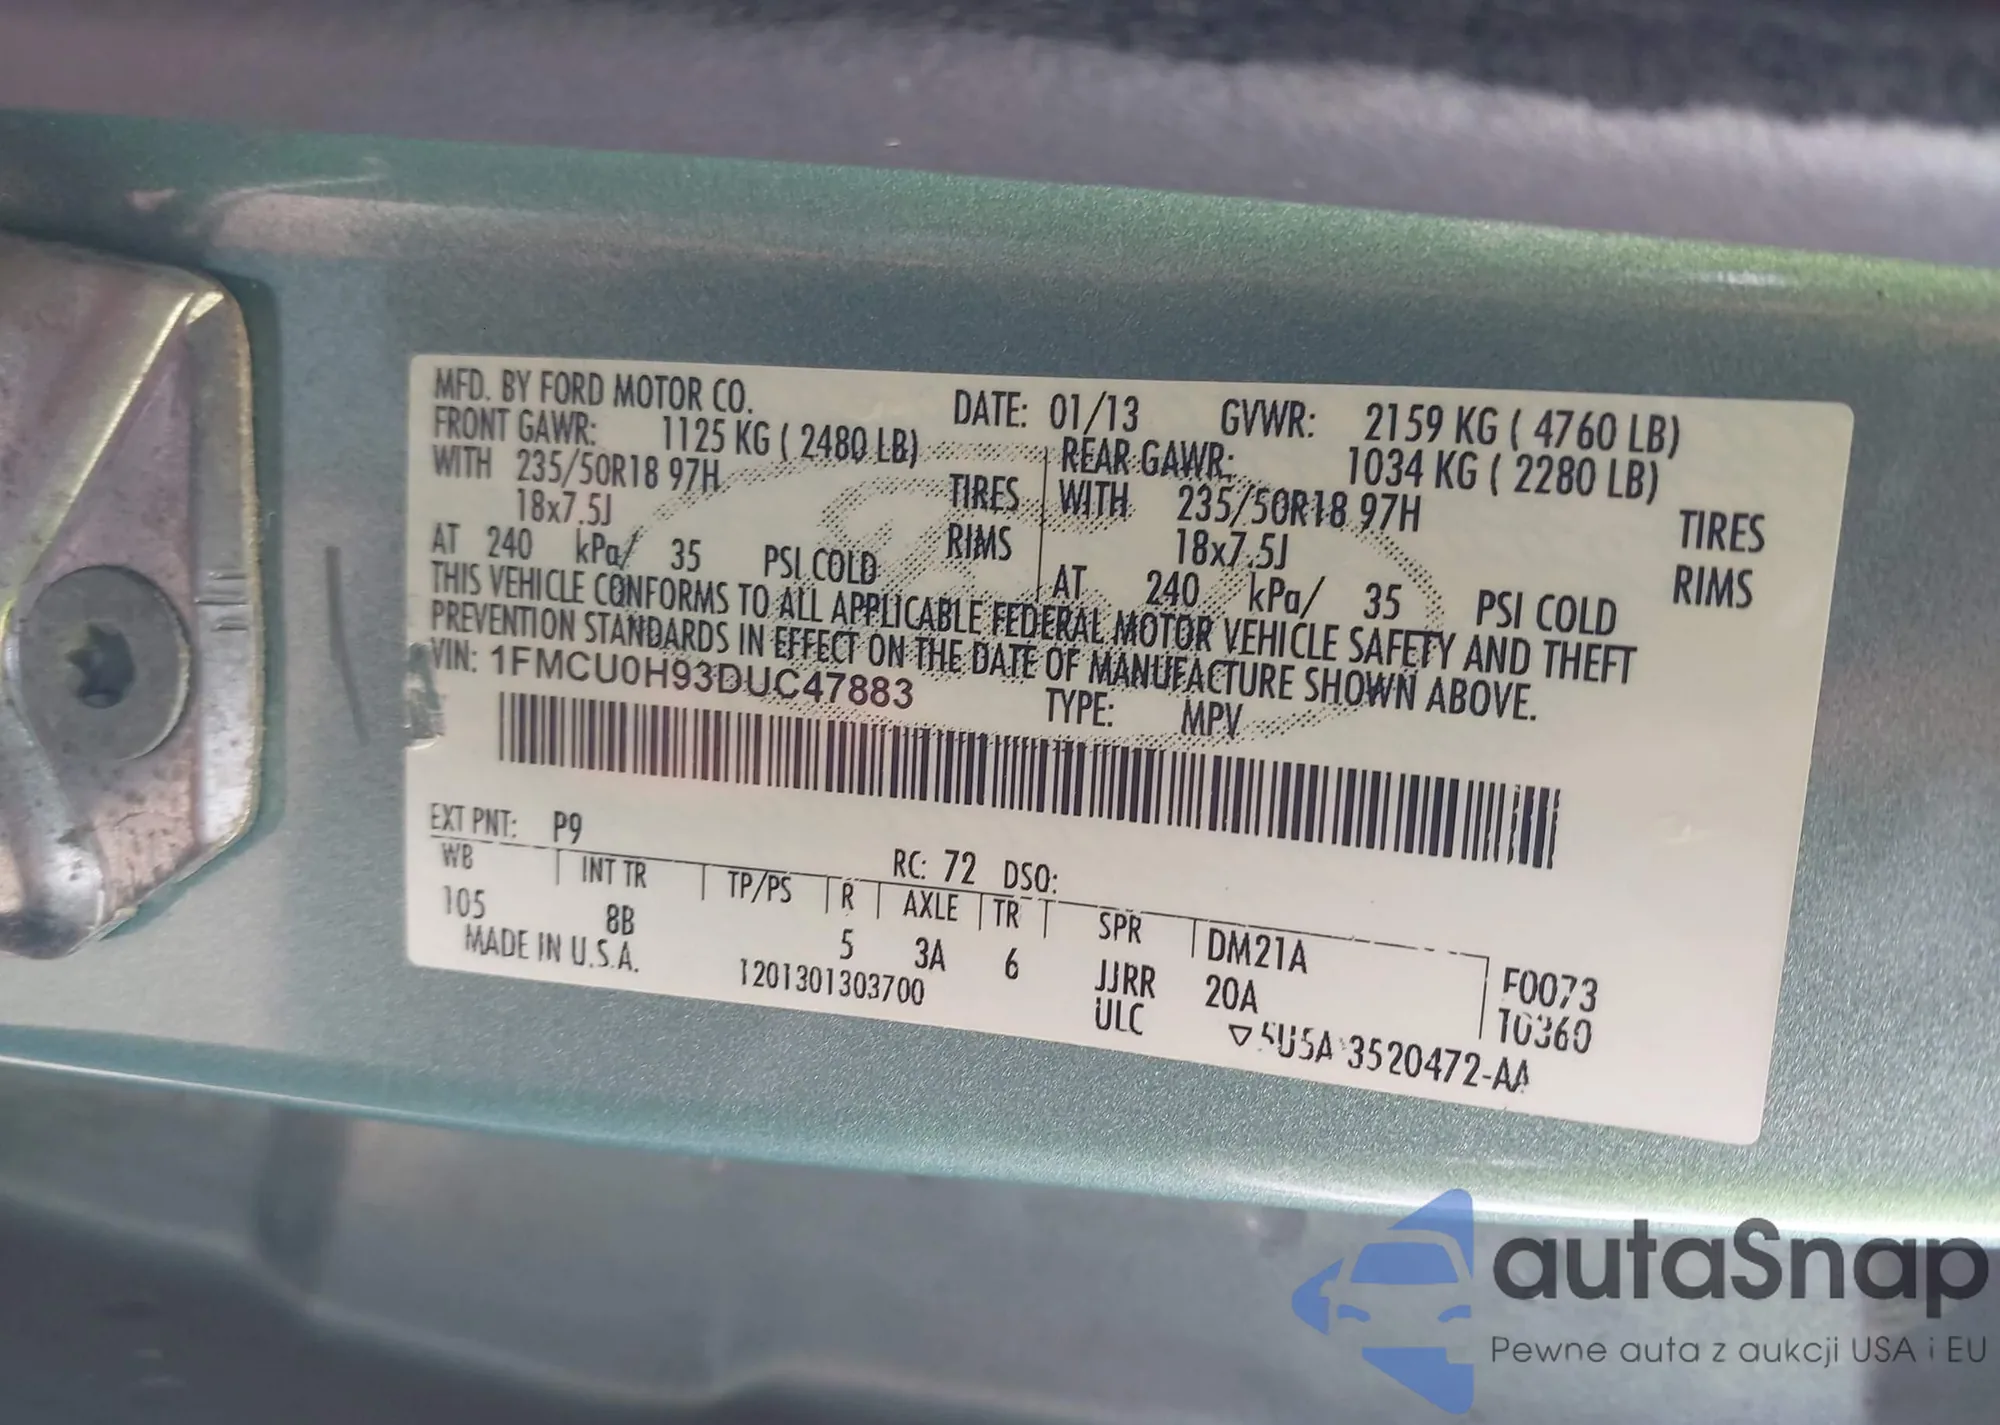 MFD. BY FORD MOTOR CO. DATE: 01/13 GVWR: 2159 KG ( 4760 LB)
FRONT GAWR: 1125 KG ( 2480 LB) REAR GAWR: 1034 KG ( 2280 LB)
WITH 235/50R18 97H TIRES WITH 235/50R18 97H TIRES
18x7.5J RIMS 18x7.5J RIMS
AT 240 kPa/ 35 PSI COLD AT 240 kPa/ 35 PSI COLD
THIS VEHICLE CONFORMS TO ALL APPLICABLE FEDERAL MOTOR VEHICLE SAFETY AND THEFT
PREVENTION STANDARDS IN EFFECT ON THE DATE OF MANUFACTURE SHOWN ABOVE.
VIN: 1FMCU0H93DUC47883 TYPE: MPV
EXT PNT: P9 RC: 72 DSO:
WB INT TR TP/PS R AXLE TR SPR DM21A F0073
105 8B 5 3A 6 JJRR 20A 10360
MADE IN U.S.A. 1201301303700 ULC 5U5A 3520472-AA
autaSnap
Pewne auta z aukcji USA i EU